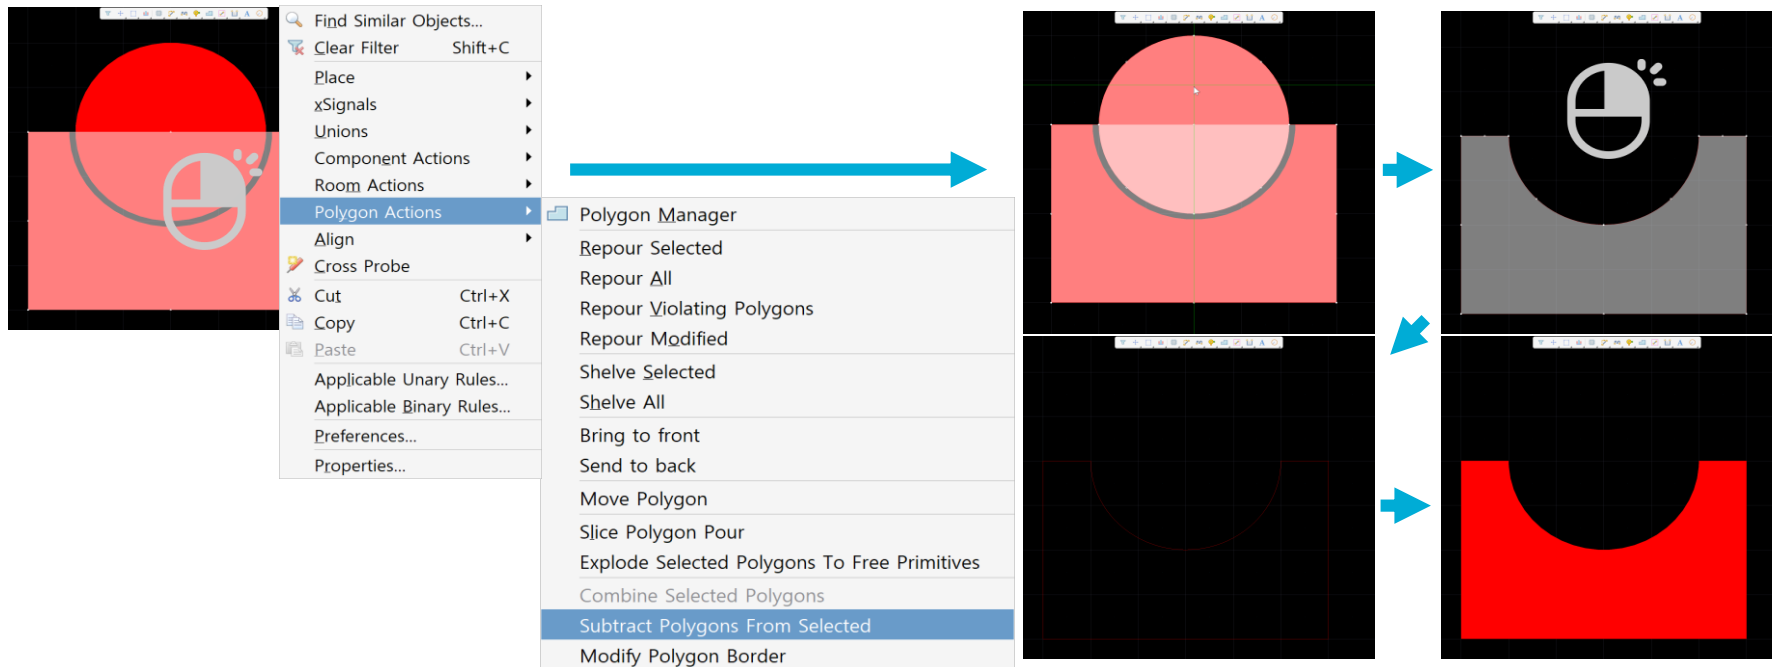 Find Similar Objects...
Clear Filter Shift+C
Place
xSignals
Unions
Component Actions
Room Actions
Polygon Actions
Align
Cross Probe
Cut Ctrl+X
Copy Ctrl+C
Paste Ctrl+V
Applicable Unary Rules...
Applicable Binary Rules...
Preferences...
Properties...
Polygon Manager
Repour Selected
Repour All
Repour Violating Polygons
Repour Modified
Shelve Selected
Shelve All
Bring to front
Send to back
Move Polygon
Slice Polygon Pour
Explode Selected Polygons To Free Primitives
Combine Selected Polygons
Subtract Polygons From Selected
Modify Polygon Border